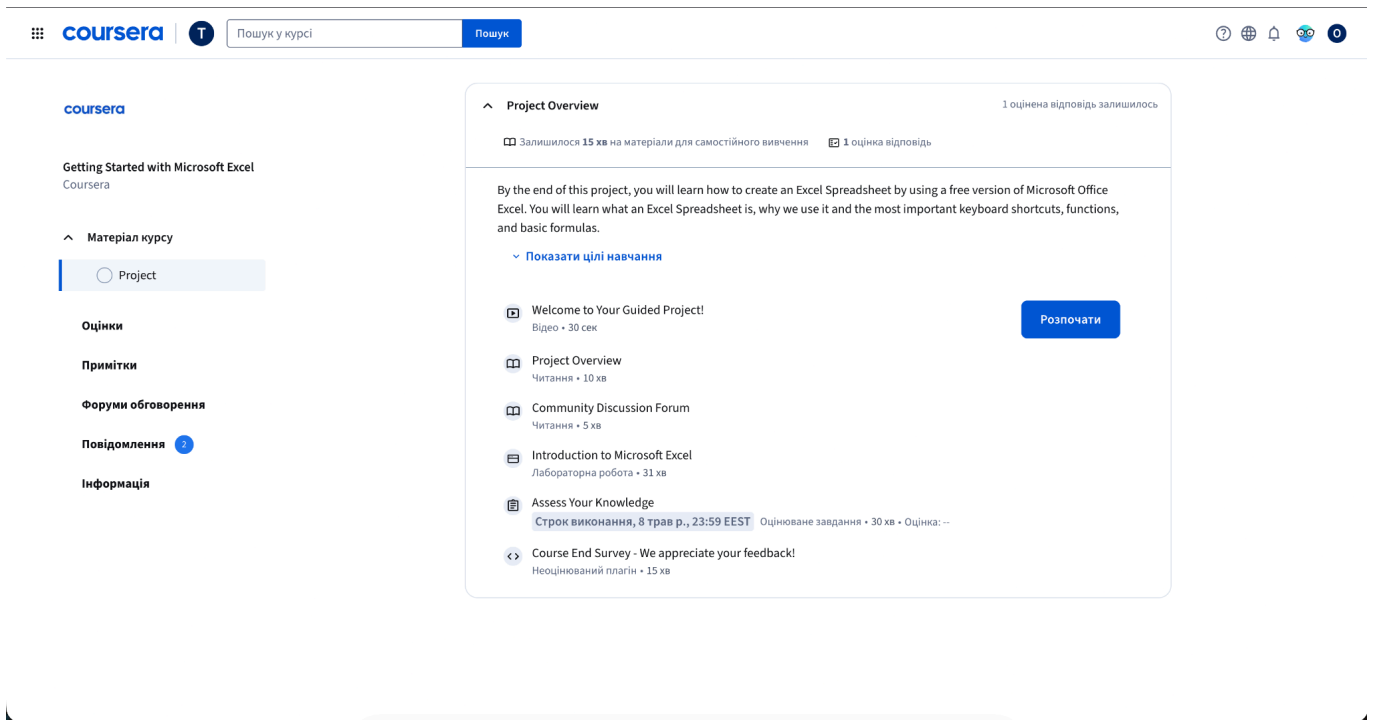 coursera
T
Пошук у курсі
Пошук
O
coursera
Getting Started with Microsoft Excel
Coursera
Матеріал курсу
Project
Оцінки
Примітки
Форуми обговорення
Повідомлення 2
Інформація
Project Overview
1 оцінена відповідь залишилось
Залишилося 15 хв на матеріали для самостійного вивчення
1 оцінка відповідь
By the end of this project, you will learn how to create an Excel Spreadsheet by using a free version of Microsoft Office
Excel. You will learn what an Excel Spreadsheet is, why we use it and the most important keyboard shortcuts, functions,
and basic formulas.
Показати цілі навчання
Welcome to Your Guided Project!
Відео • 30 сек
Розпочати
Project Overview
Читання • 10 хв
Community Discussion Forum
Читання • 5 хв
Introduction to Microsoft Excel
Лабораторна робота • 31 хв
Assess Your Knowledge
Строк виконання, 8 трав р., 23:59 EEST Оцінюване завдання • 30 хв • Оцінка: --
Course End Survey - We appreciate your feedback!
Неоцінюваний плагін • 15 хв